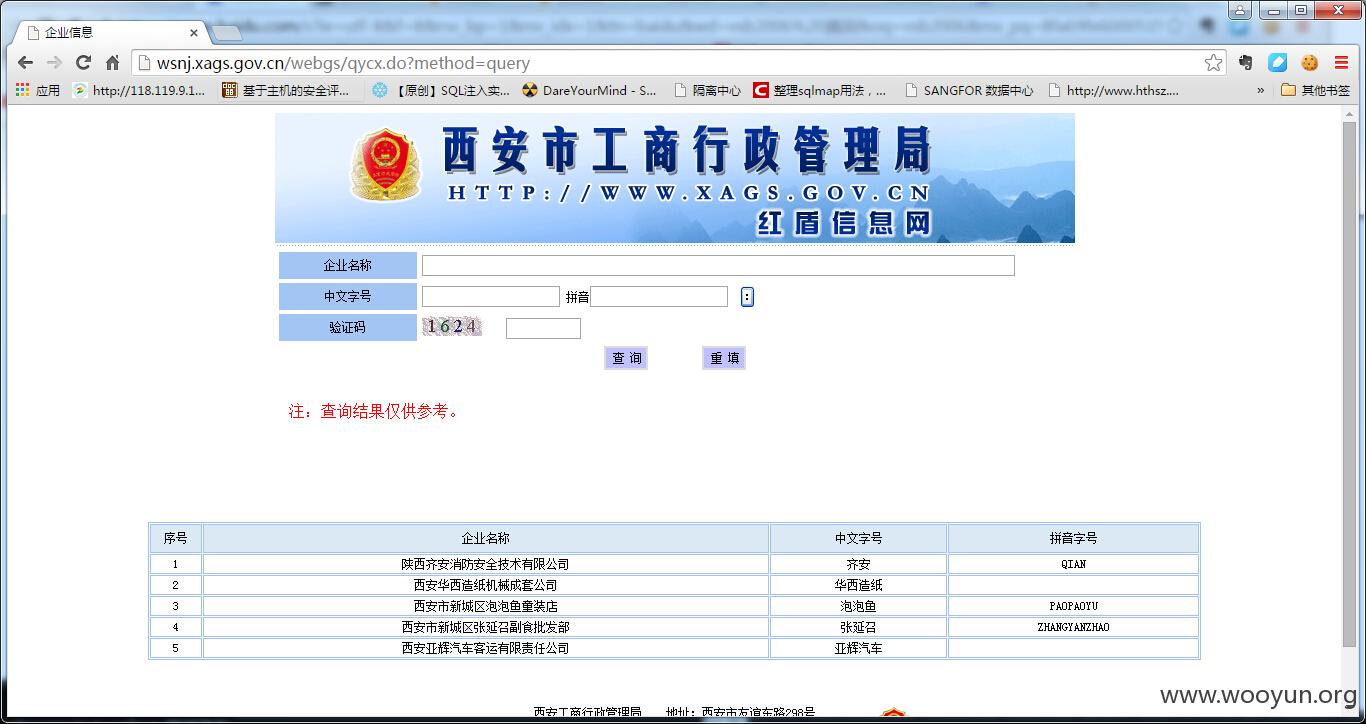 企业信息
wsnj.xags.gov.cn/webgs/qycx.do?method=query
应用 http://118.119.9.1... 基于主机的安全评... 【原创】SQL注入实... DareYourMind - S... 隔离中心 整理sqlmap用法，... SANGFOR 数据中心 http://www.hthsz.... » 其他书签
西安市工商行政管理局
HTTP://WWW.XAGS.GOV.CN
红盾信息网
企业名称
中文字号 拼音 :
验证码 1624
查 询 重 填
注：查询结果仅供参考。
序号 企业名称 中文字号 拼音字号
1 陕西齐安消防安全技术有限公司 齐安 QIAN
2 西安华西造纸机械成套公司 华西造纸
3 西安市新城区泡泡鱼童装店 泡泡鱼 PAOPAOYU
4 西安市新城区张延召副食批发部 张延召 ZHANGYANZHAO
5 西安亚辉汽车客运有限责任公司 亚辉汽车
西安工商行政管理局 地址：西安市友谊东路298号
www.wooyun.org